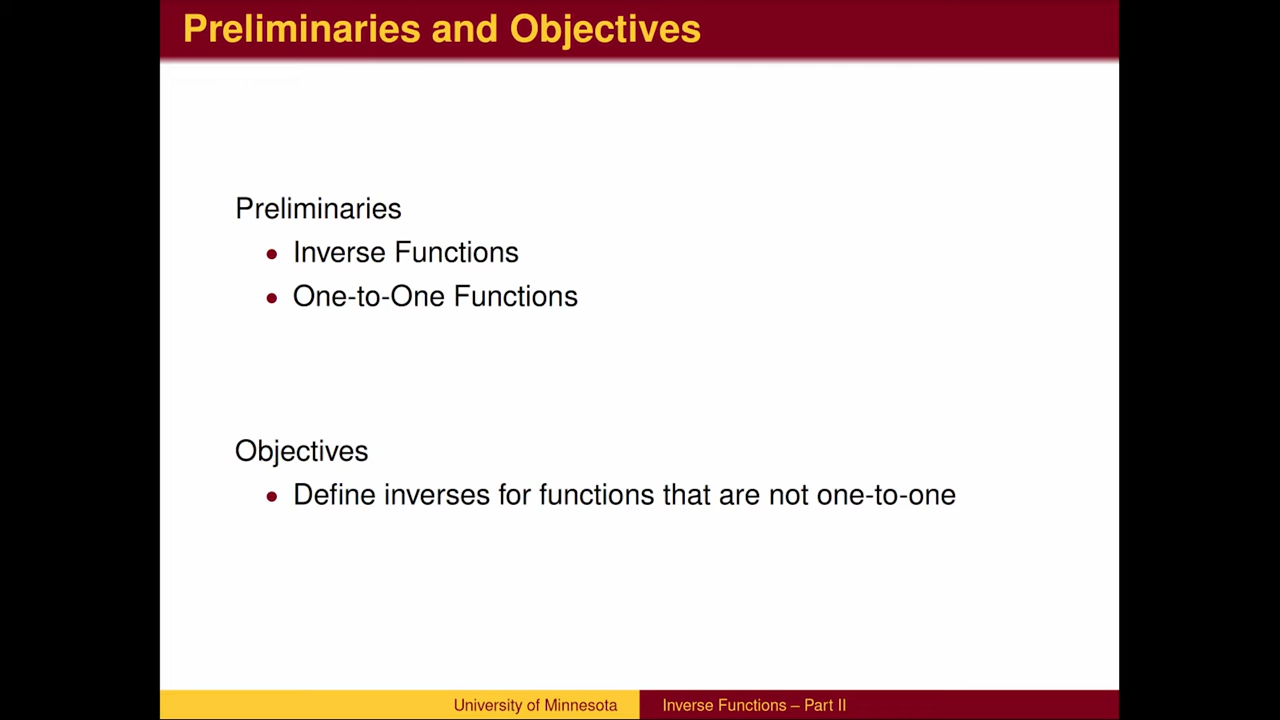 Preliminaries and Objectives
Preliminaries
• Inverse Functions
• One-to-One Functions
Objectives
• Define inverses for functions that are not one-to-one
University of Minnesota
Inverse Functions – Part II